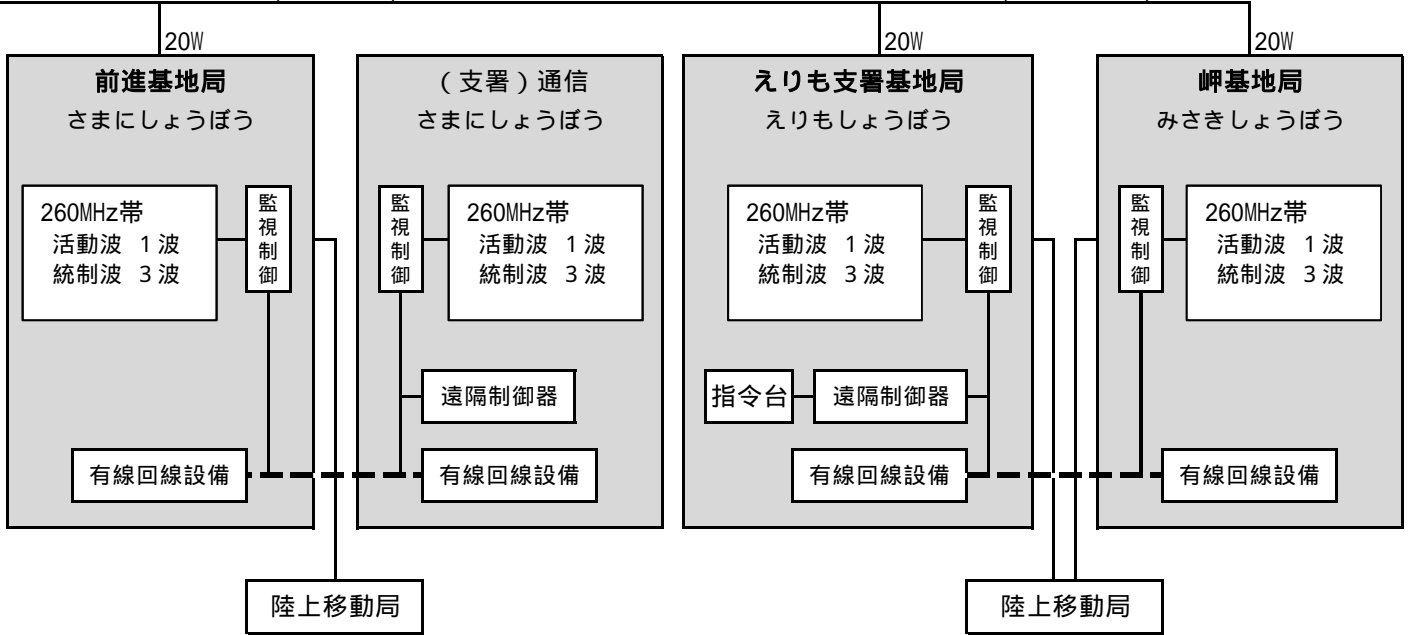 20W
20W
20W
前進基地局
さまにしょうぼう
260MHz帯
活動波 1波
統制波 3波
監視制御
有線回線設備
(支署)通信
さまにしょうぼう
監視制御
260MHz帯
活動波 1波
統制波 3波
遠隔制御器
有線回線設備
えりも支署基地局
えりもしょうぼう
260MHz帯
活動波 1波
統制波 3波
監視制御
指令台
遠隔制御器
有線回線設備
岬基地局
みさきしょうぼう
監視制御
260MHz帯
活動波 1波
統制波 3波
有線回線設備
陸上移動局
陸上移動局